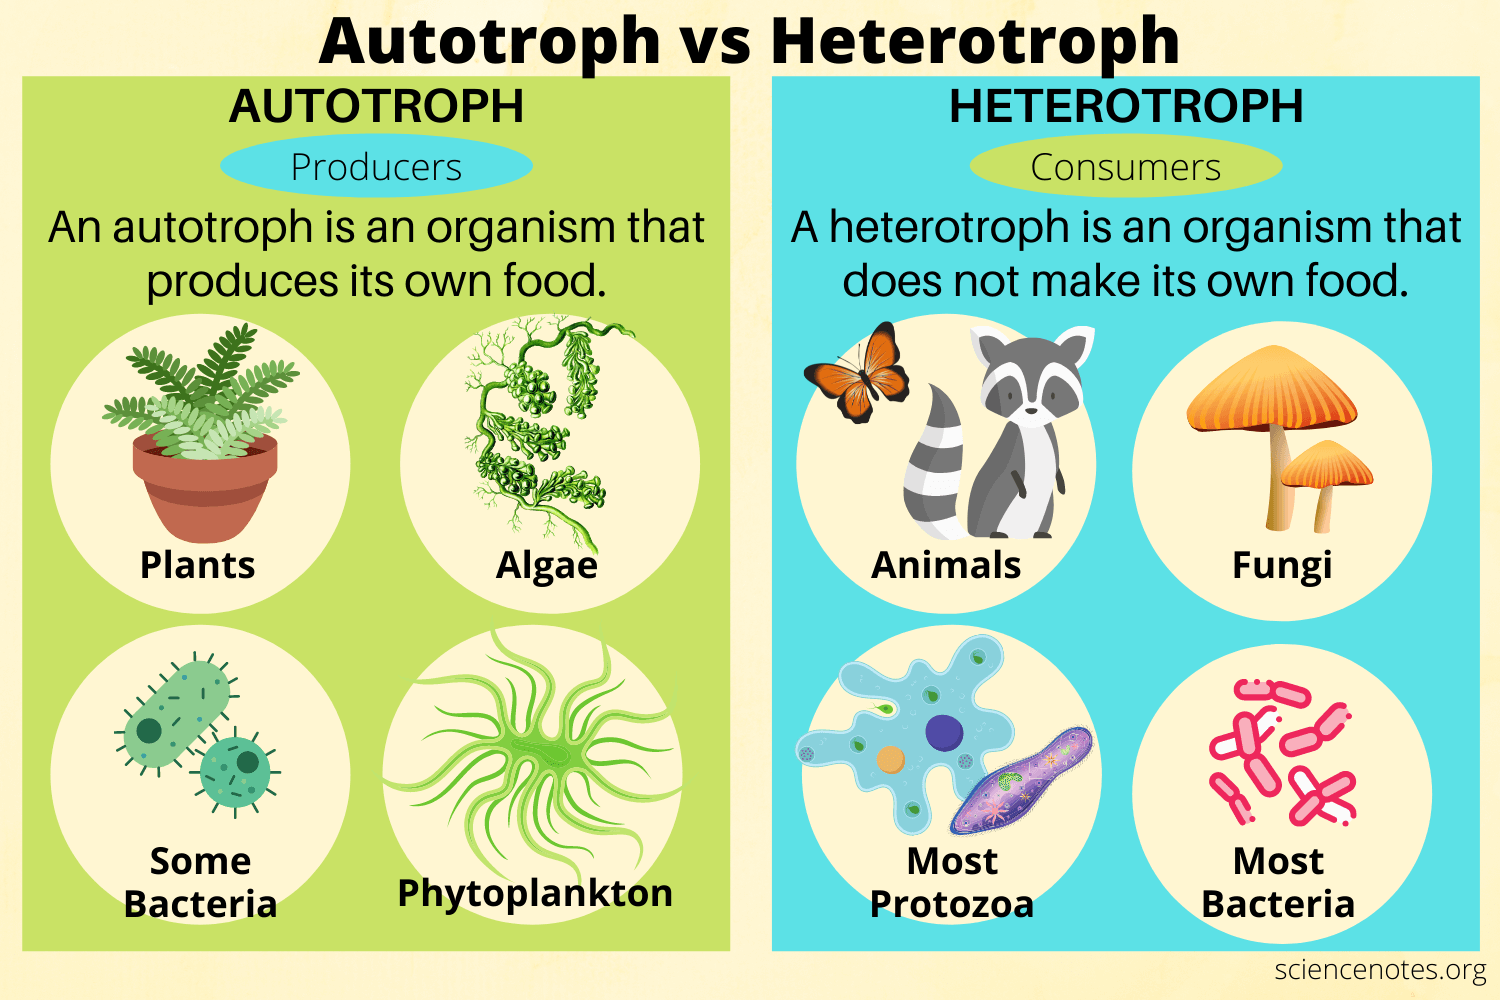 Autotroph vs Heterotroph
AUTOTROPH
Producers
An autotroph is an organism that
produces its own food.
Plants
Algae
Some
Bacteria
Phytoplankton
HETEROTROPH
Consumers
A heterotroph is an organism that
does not make its own food.
Animals
Fungi
Most
Protozoa
Most
Bacteria
sciencenotes.org